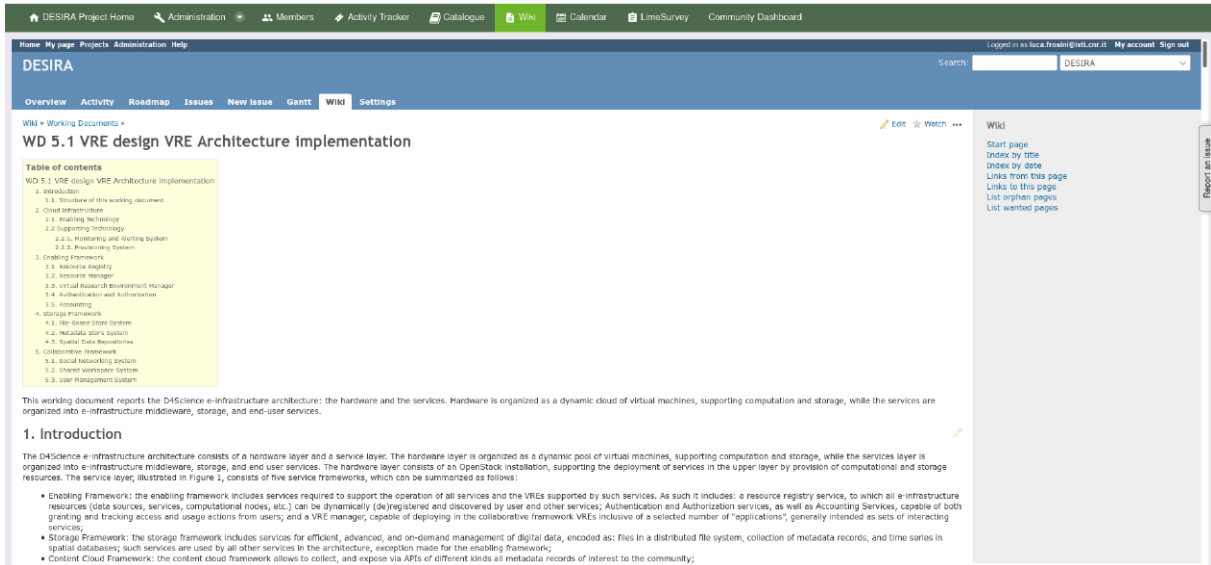 DESIRA Project Home Administration Members Activity Tracker Catalogue Wiki Calendar LimeSurvey Community Dashboard
Home My page Projects Administration Help
Logged in as luca.frosini@isti.cnr.it My account Sign out
DESIRA
Search:
DESIRA
Overview Activity Roadmap Issues New issue Gantt Wiki Settings
Wiki » Working Documents »
Edit Watch •••
WD 5.1 VRE design VRE Architecture implementation
Table of contents
WD 5.1 VRE design VRE Architecture implementation
1. Introduction
1.1. Structure of this working document
2. Cloud Infrastructure
2.1. Enabling Technology
2.2 Supporting Technology
2.2.1. Monitoring and Alerting System
2.2.2. Provisioning System
3. Enabling Framework
3.1. Resource Registry
3.2. Resource Manager
3.3. Virtual Research Environment Manager
3.4. Authentication and Authorization
3.5. Accounting
4. Storage Framework
4.1. File-Based Store System
4.2. Metadata Store System
4.3. Spatial Data Repositories
5. Collaborative Framework
5.1. Social Networking System
5.2. Shared Workspace System
5.3. User Management System
Wiki
Start page
Index by title
Index by date
Links from this page
Links to this page
List orphan pages
List wanted pages
Report an issue
This working document reports the D4Science e-infrastructure architecture: the hardware and the services. Hardware is organized as a dynamic cloud of virtual machines, supporting computation and storage, while the services are
organized into e-infrastructure middleware, storage, and end-user services.
1. Introduction
The D4Science e-infrastructure architecture consists of a hardware layer and a service layer. The hardware layer is organized as a dynamic pool of virtual machines, supporting computation and storage, while the services layer is
organized into e-infrastructure middleware, storage, and end user services. The hardware layer consists of an OpenStack installation, supporting the deployment of services in the upper layer by provision of computational and storage
resources. The service layer, illustrated in Figure 1, consists of five service frameworks, which can be summarized as follows:
• Enabling Framework: the enabling framework includes services required to support the operation of all services and the VREs supported by such services. As such it includes: a resource registry service, to which all e-infrastructure
resources (data sources, services, computational nodes, etc.) can be dynamically (de)registered and discovered by user and other services; Authentication and Authorization services, as well as Accounting Services, capable of both
granting and tracking access and usage actions from users; and a VRE manager, capable of deploying in the collaborative framework VREs inclusive of a selected number of "applications", generally intended as sets of interacting
services;
• Storage Framework: the storage framework includes services for efficient, advanced, and on-demand management of digital data, encoded as: files in a distributed file system, collection of metadata records, and time series in
spatial databases; such services are used by all other services in the architecture, exception made for the enabling framework;
• Content Cloud Framework: the content cloud framework allows to collect, and expose via APIs of different kinds all metadata records of interest to the community;